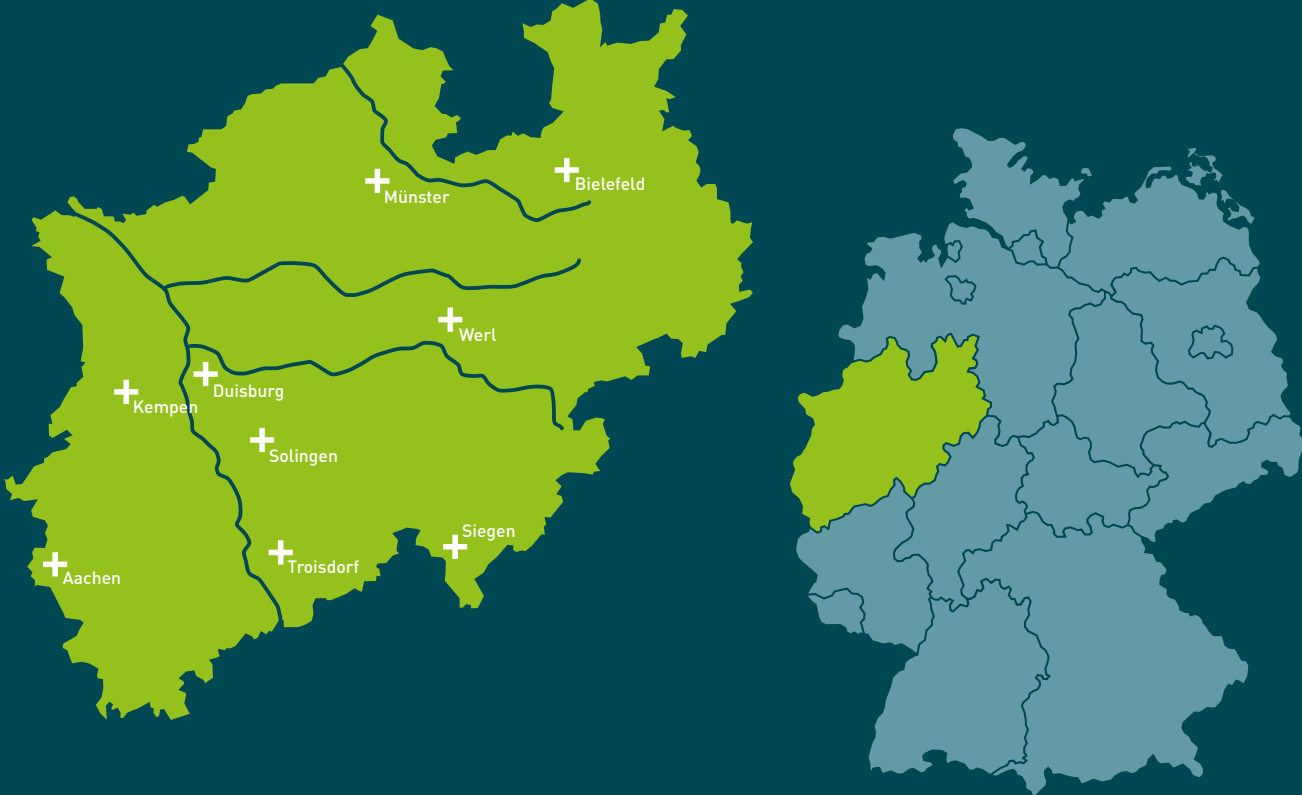 Bielefeld
Münster
Werl
Duisburg
Kempen
Solingen
Siegen
Troisdorf
Aachen